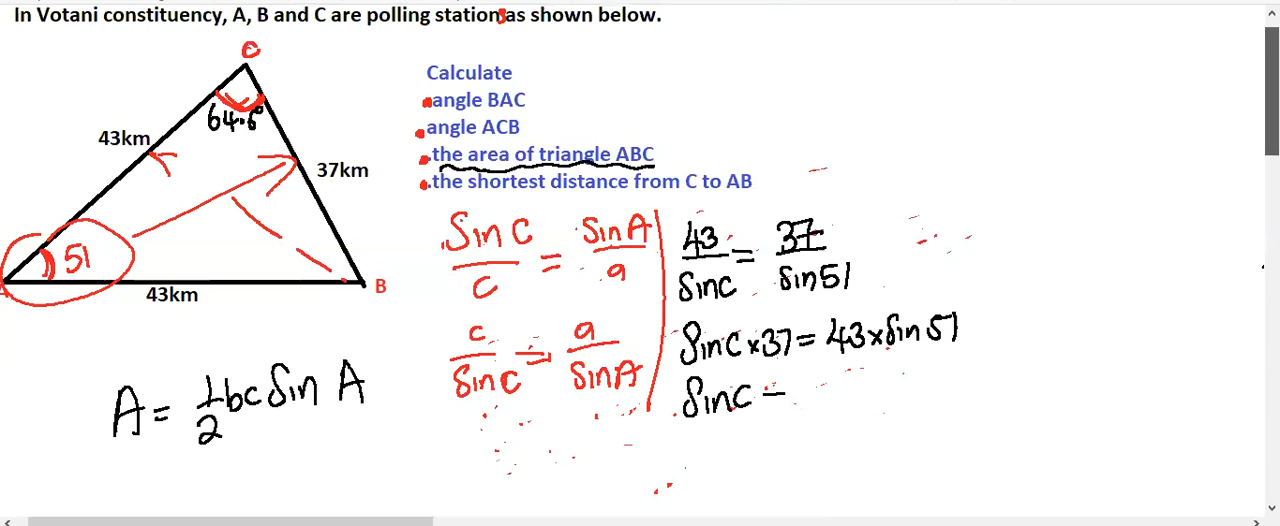 In Votani constituency, A, B and C are polling stations as shown below.
C
64.6°
43km
37km
51
43km
B
Calculate
angle BAC
angle ACB
the area of triangle ABC
.the shortest distance from C to AB
Sin C / C = Sin A / a
c / Sin C = a / Sin A
43 / Sin C = 37 / Sin 51
Sin C × 37 = 43 × Sin 51
Sin C =
A = 1/2 bc Sin A